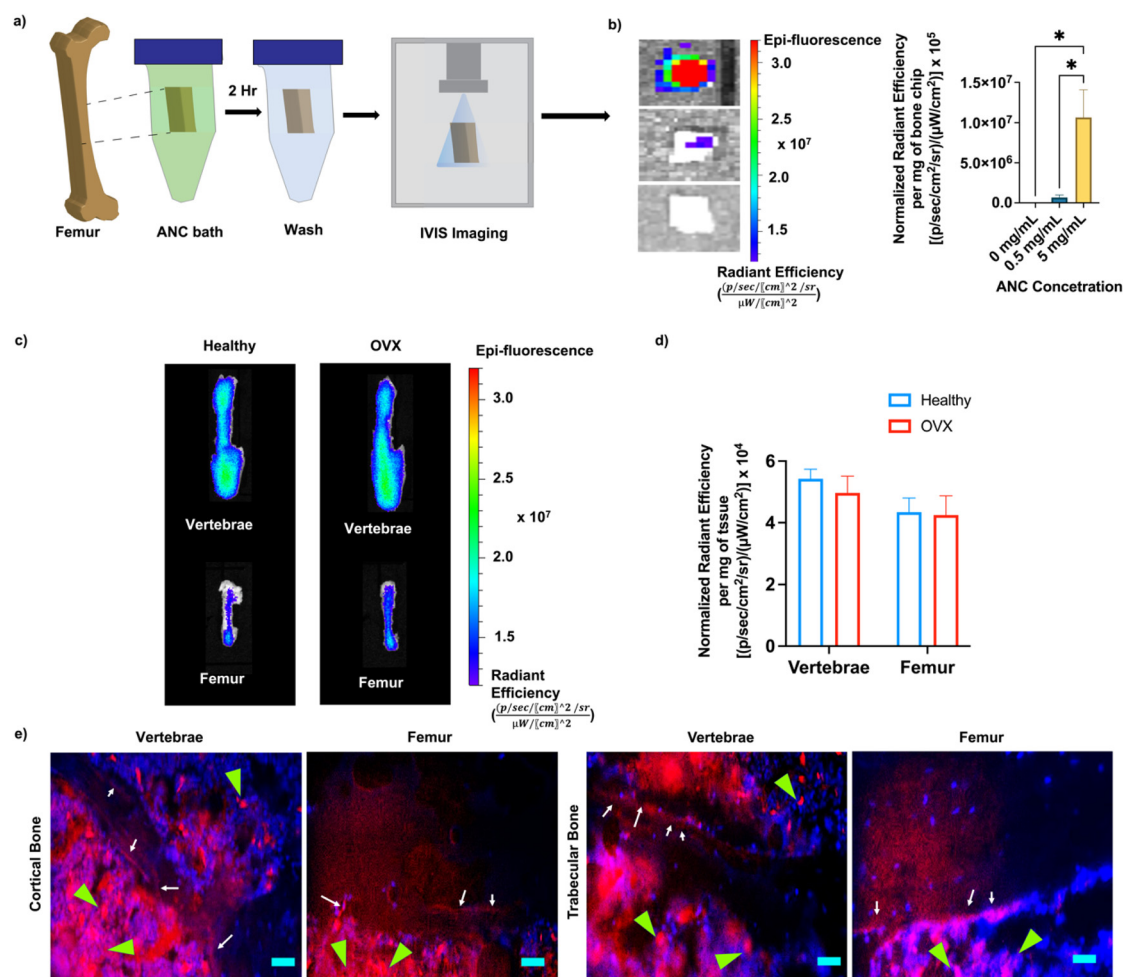 a)
2 Hr
Femur
ANC bath
Wash
IVIS Imaging
b)
Epi-fluorescence
3.0
2.5
x 10^7
2.0
1.5
Radiant Efficiency
((p/sec/〖cm〗^2 /sr / μW/〖cm〗^2)
Normalized Radiant Efficiency
per mg of bone chip
[(p/sec/cm²/sr)/(μW/cm²)] x 10⁵
*
*
1.5×10⁷
1.0×10⁷
5.0×10⁶
0.0
0 mg/mL
0.5 mg/mL
5 mg/mL
ANC Concetration
c)
Healthy
OVX
Vertebrae
Vertebrae
Femur
Femur
Epi-fluorescence
3.0
2.5
x 10^7
2.0
1.5
Radiant
Efficiency
((p/sec/〖cm〗^2 /sr / μW/〖cm〗^2)
d)
Healthy
OVX
Normalized Radiant Efficiency
per mg of tssue
[(p/sec/cm²/sr)/(μW/cm²)] x 10⁴
6
4
2
0
Vertebrae
Femur
e)
Vertebrae
Femur
Vertebrae
Femur
Cortical Bone
Trabecular Bone